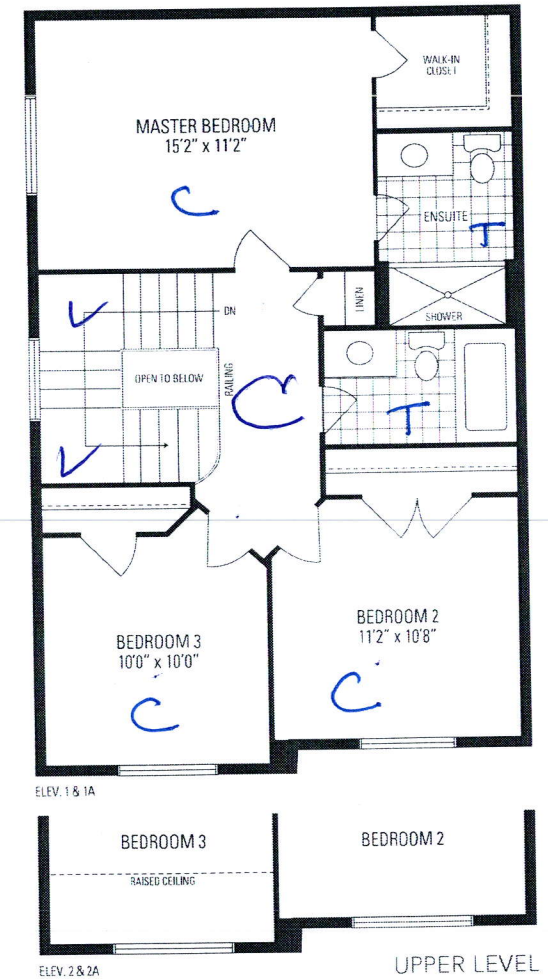 WALK-IN
CLOSET
MASTER BEDROOM
15'2" x 11'2"
C
ENSUITE
T
DN
LINEN
SHOWER
V
OPEN TO BELOW
RAILING
C
T
V
BEDROOM 2
11'2" x 10'8"
BEDROOM 3
10'0" x 10'0"
C
C
ELEV. 1 & 1A
BEDROOM 3
BEDROOM 2
RAISED CEILING
ELEV. 2 & 2A
UPPER LEVEL